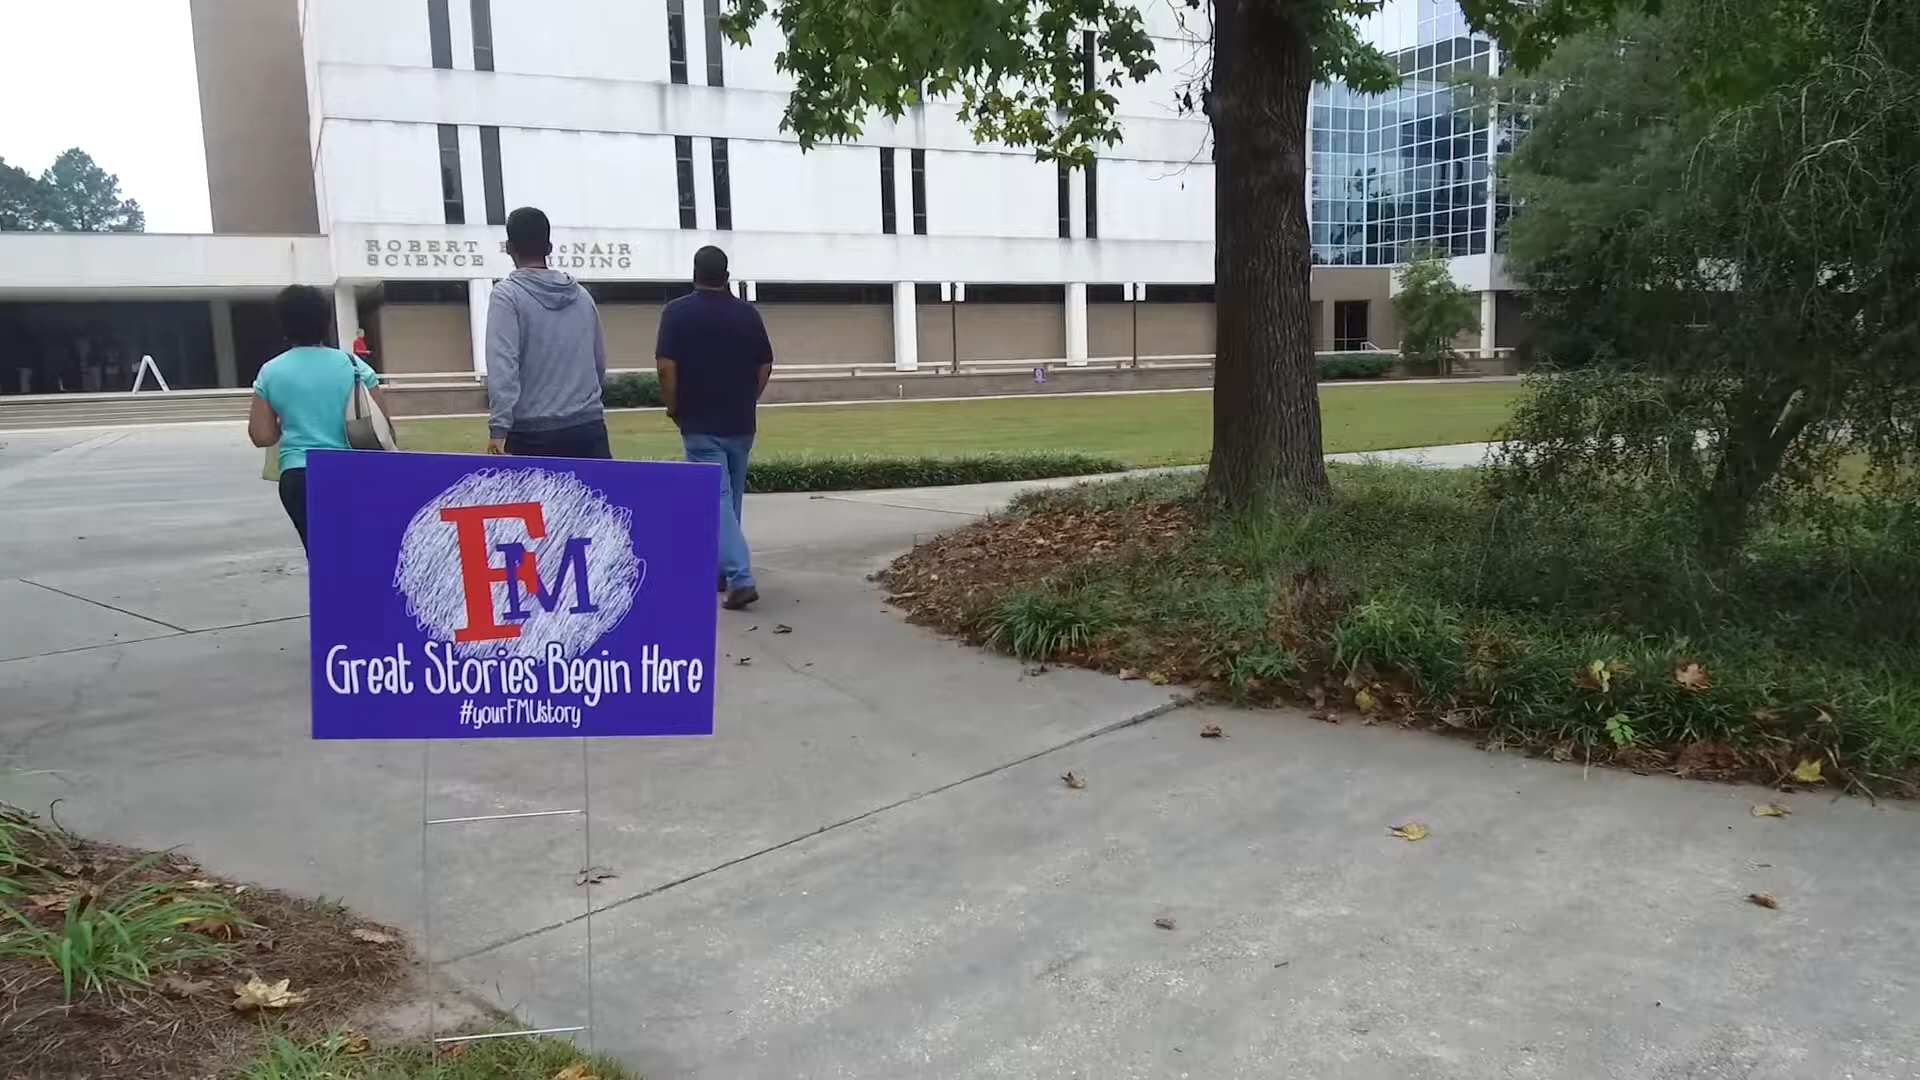 ROBERT McNAIR
SCIENCE BUILDING
FM
Great Stories Begin Here
#yourFMUstory